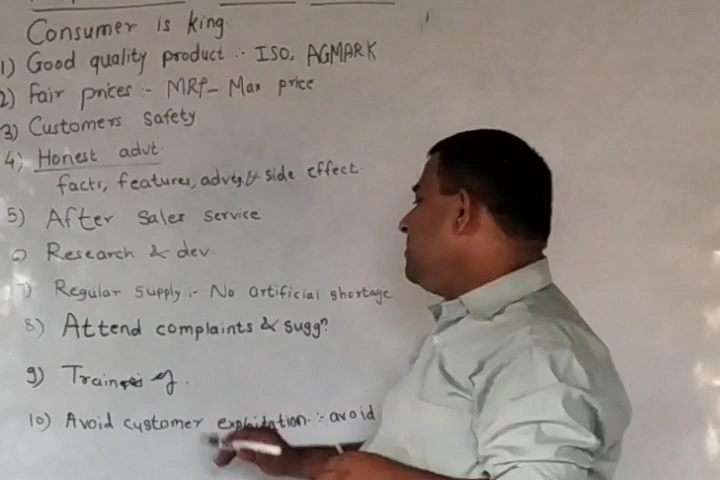 Consumer is king.
1) Good quality product :- ISO, AGMARK
2) Fair prices :- MRP- Max price
3) Customers safety
4) Honest advt.
facts, features, advtg & side effect.
5) After sales service
6) Research & dev.
7) Regular supply :- No artificial shortage
8) Attend complaints & sugg?
9)
10) Avoid customer exploitation :- avoid